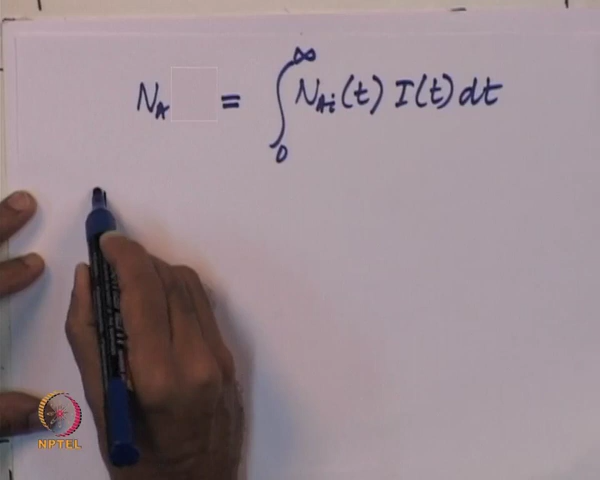 N_A = ∫_0^∞ N_Ai(t) I(t) dt
NPTEL